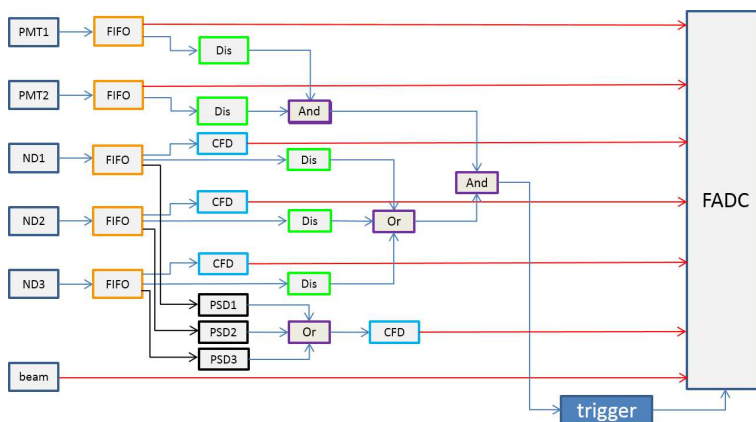 PMT1 FIFO
Dis
PMT2 FIFO
Dis And
ND1 FIFO CFD
Dis
And
FADC
ND2 FIFO CFD
Dis Or
ND3 FIFO CFD
Dis
PSD1
PSD2 Or CFD
PSD3
beam
trigger